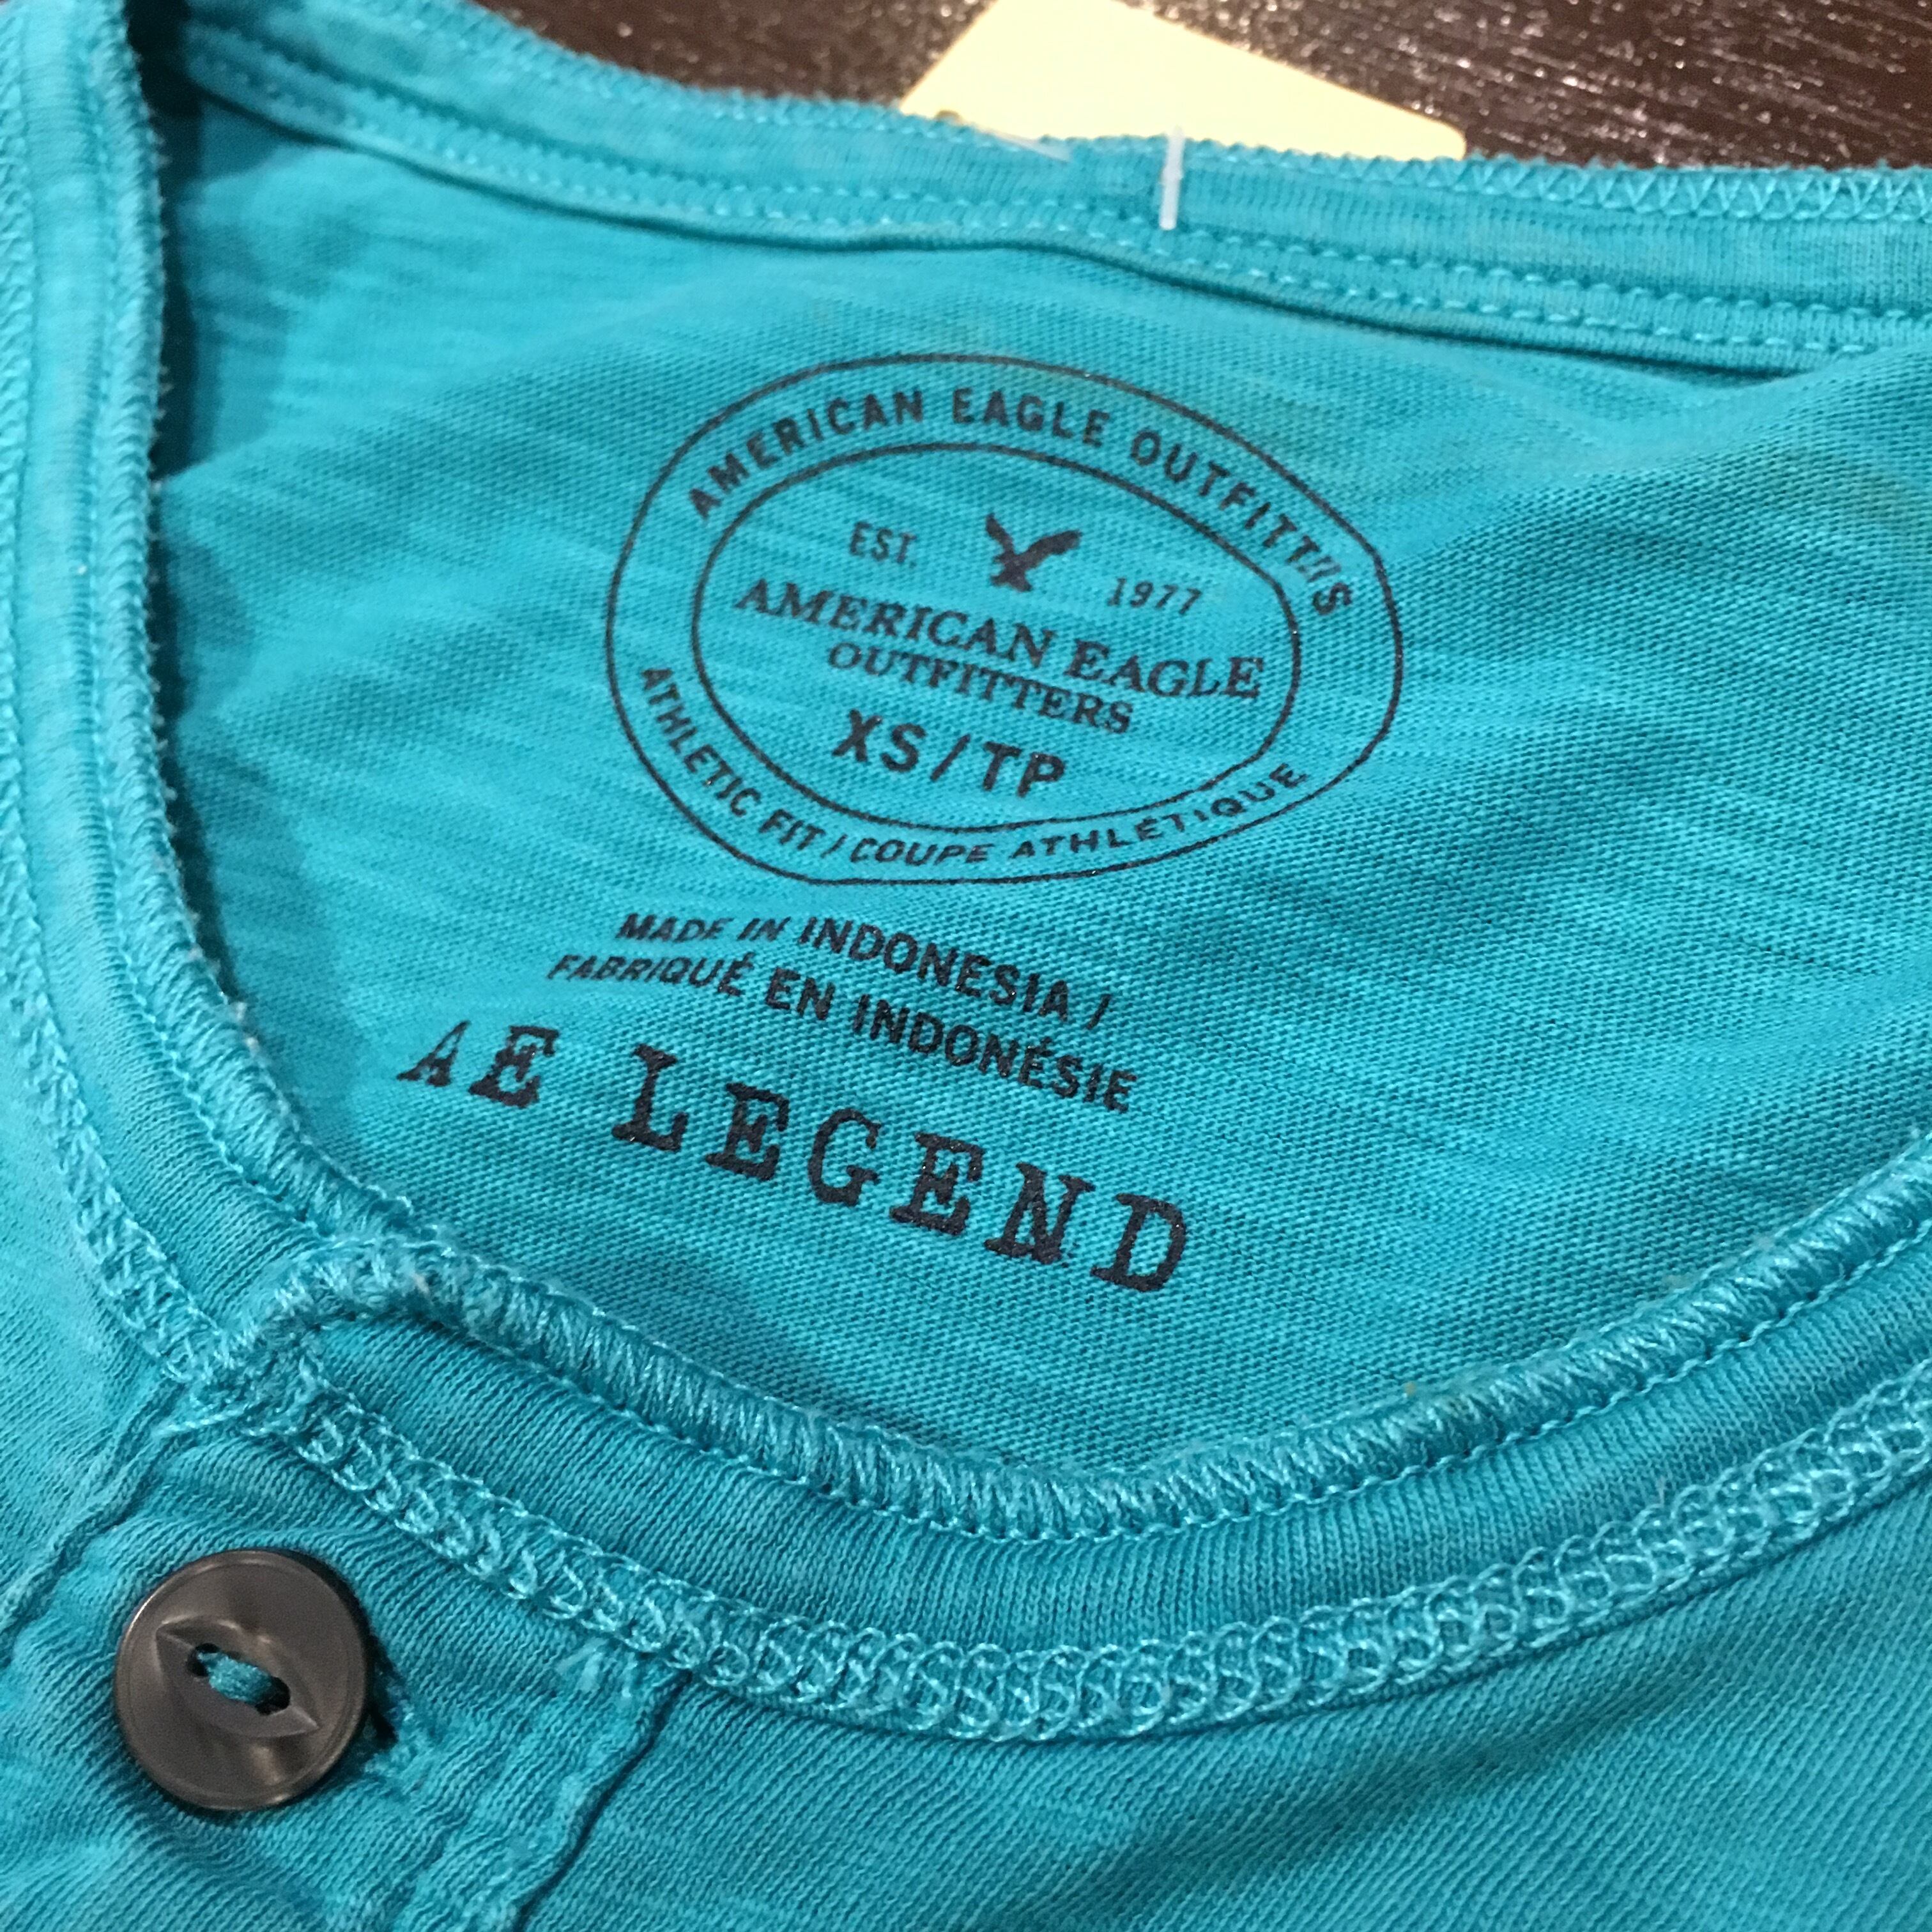 AMERICAN EAGLE OUTFITTERS
EST. 1977
AMERICAN EAGLE
OUTFITTERS
XS/TP
ATHLETIC FIT / COUPE ATHLÉTIQUE
MADE IN INDONESIA /
FABRIQUÉ EN INDONÉSIE
AE LEGEND